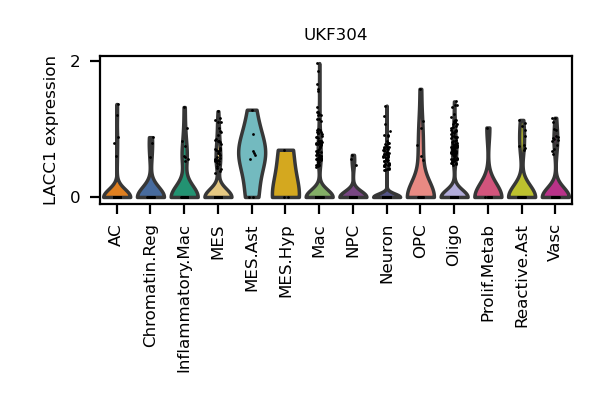 UKF304
LACC1 expression
2
0
AC
Chromatin.Reg
Inflammatory.Mac
MES
MES.Ast
MES.Hyp
Mac
NPC
Neuron
OPC
Oligo
Prolif.Metab
Reactive.Ast
Vasc